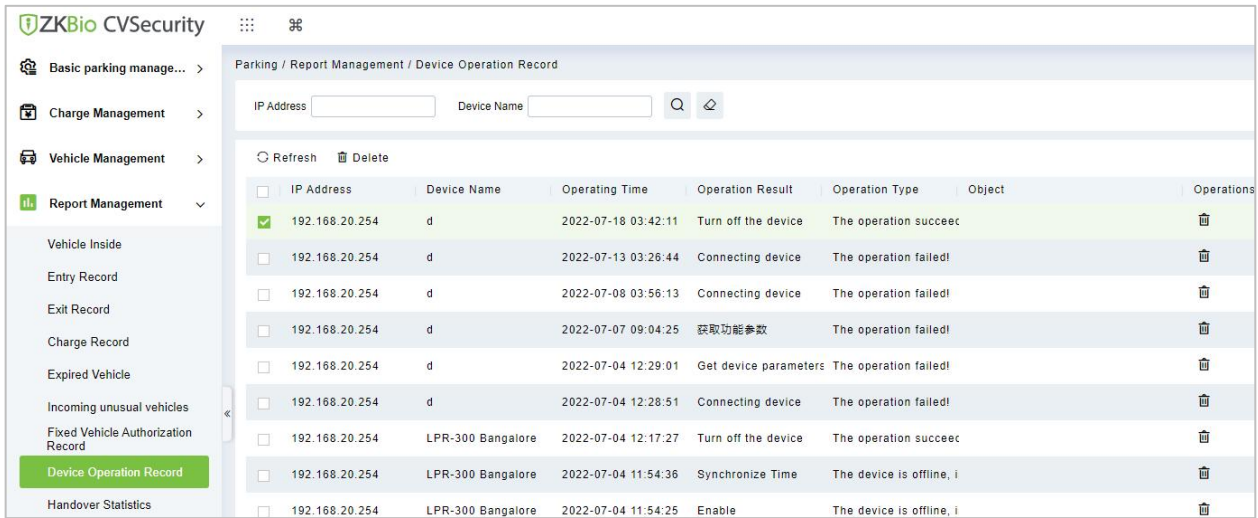 ZKBio CVSecurity
Basic parking manage...
Charge Management
Vehicle Management
Report Management
Vehicle Inside
Entry Record
Exit Record
Charge Record
Expired Vehicle
Incoming unusual vehicles
Fixed Vehicle Authorization
Record
Device Operation Record
Handover Statistics
Parking / Report Management / Device Operation Record
IP Address Device Name
Refresh Delete
IP Address Device Name Operating Time Operation Result Operation Type Object Operations
192.168.20.254 d 2022-07-18 03:42:11 Turn off the device The operation succeed
192.168.20.254 d 2022-07-13 03:26:44 Connecting device The operation failed!
192.168.20.254 d 2022-07-08 03:56:13 Connecting device The operation failed!
192.168.20.254 d 2022-07-07 09:04:25 获取功能参数 The operation failed!
192.168.20.254 d 2022-07-04 12:29:01 Get device parameters The operation failed!
192.168.20.254 d 2022-07-04 12:28:51 Connecting device The operation failed!
192.168.20.254 LPR-300 Bangalore 2022-07-04 12:17:27 Turn off the device The operation succeed
192.168.20.254 LPR-300 Bangalore 2022-07-04 11:54:36 Synchronize Time The device is offline, i
192.168.20.254 LPR-300 Bangalore 2022-07-04 11:54:25 Enable The device is offline, i